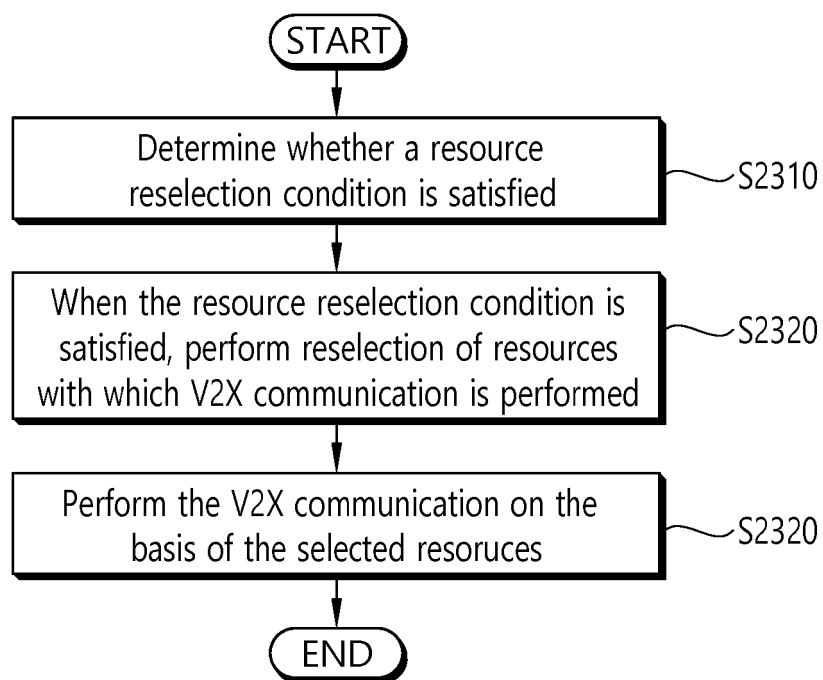 START
Determine whether a resource
reselection condition is satisfied
S2310
When the resource reselection condition is
satisfied, perform reselection of resources
with which V2X communication is performed
S2320
Perform the V2X communication on the
basis of the selected resoruces
S2320
END